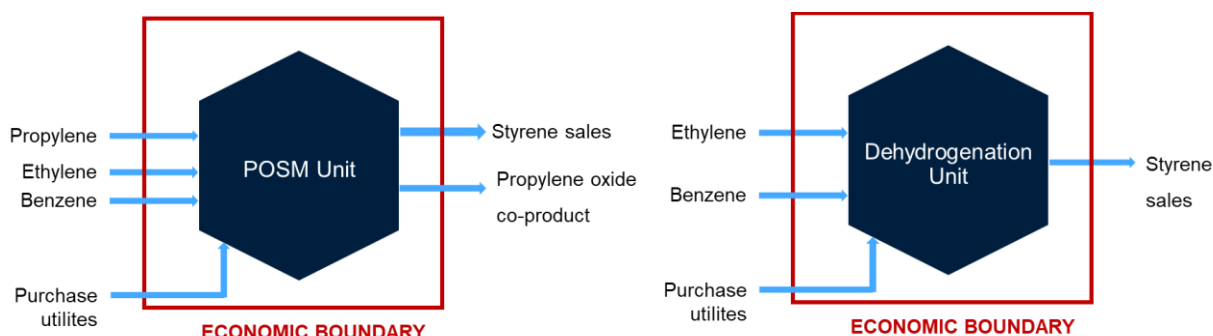 Propylene
Ethylene
Benzene
Purchase
utilites
POSM Unit
Styrene sales
Propylene oxide
co-product
ECONOMIC BOUNDARY
Ethylene
Benzene
Purchase
utilites
Dehydrogenation
Unit
Styrene
sales
ECONOMIC BOUNDARY